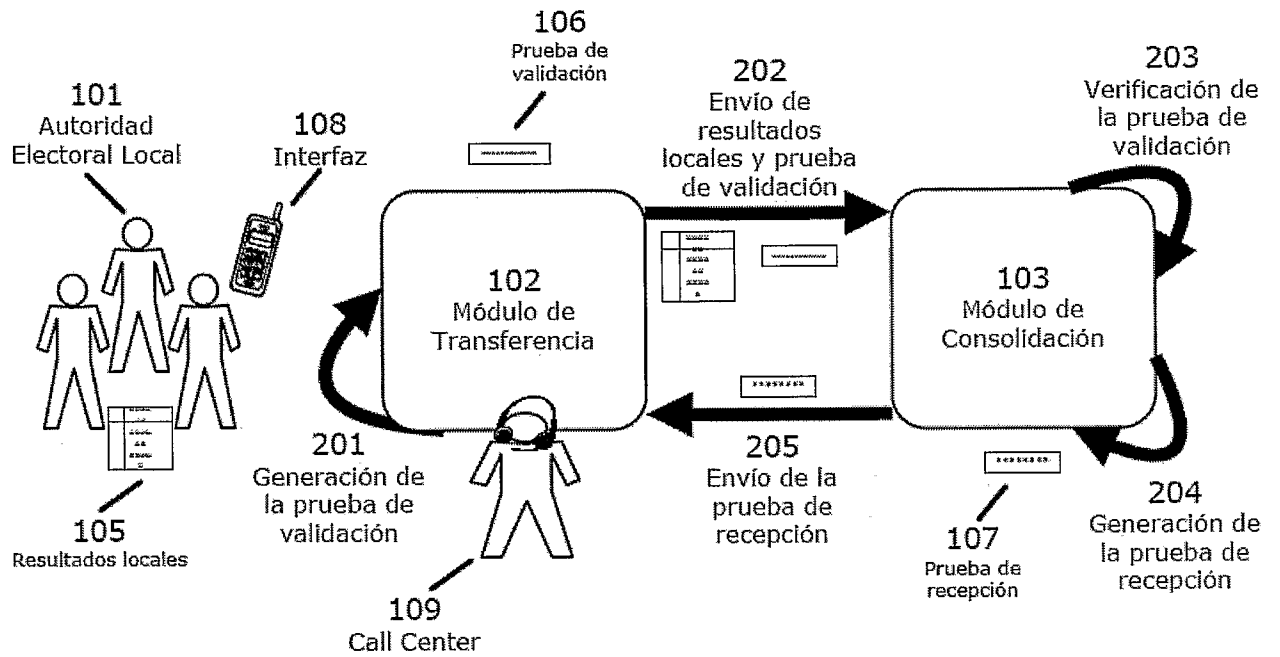 106
Prueba de
validación
101
Autoridad
Electoral Local
108
Interfaz
202
Envío de
resultados
locales y prueba
de validación
203
Verificación de
la prueba de
validación
102
Módulo de
Transferencia
103
Módulo de
Consolidación
********
********
201
Generación de
la prueba de
validación
205
Envío de la
prueba de
recepción
204
Generación de
la prueba de
recepción
105
Resultados locales
107
Prueba de
recepción
109
Call Center